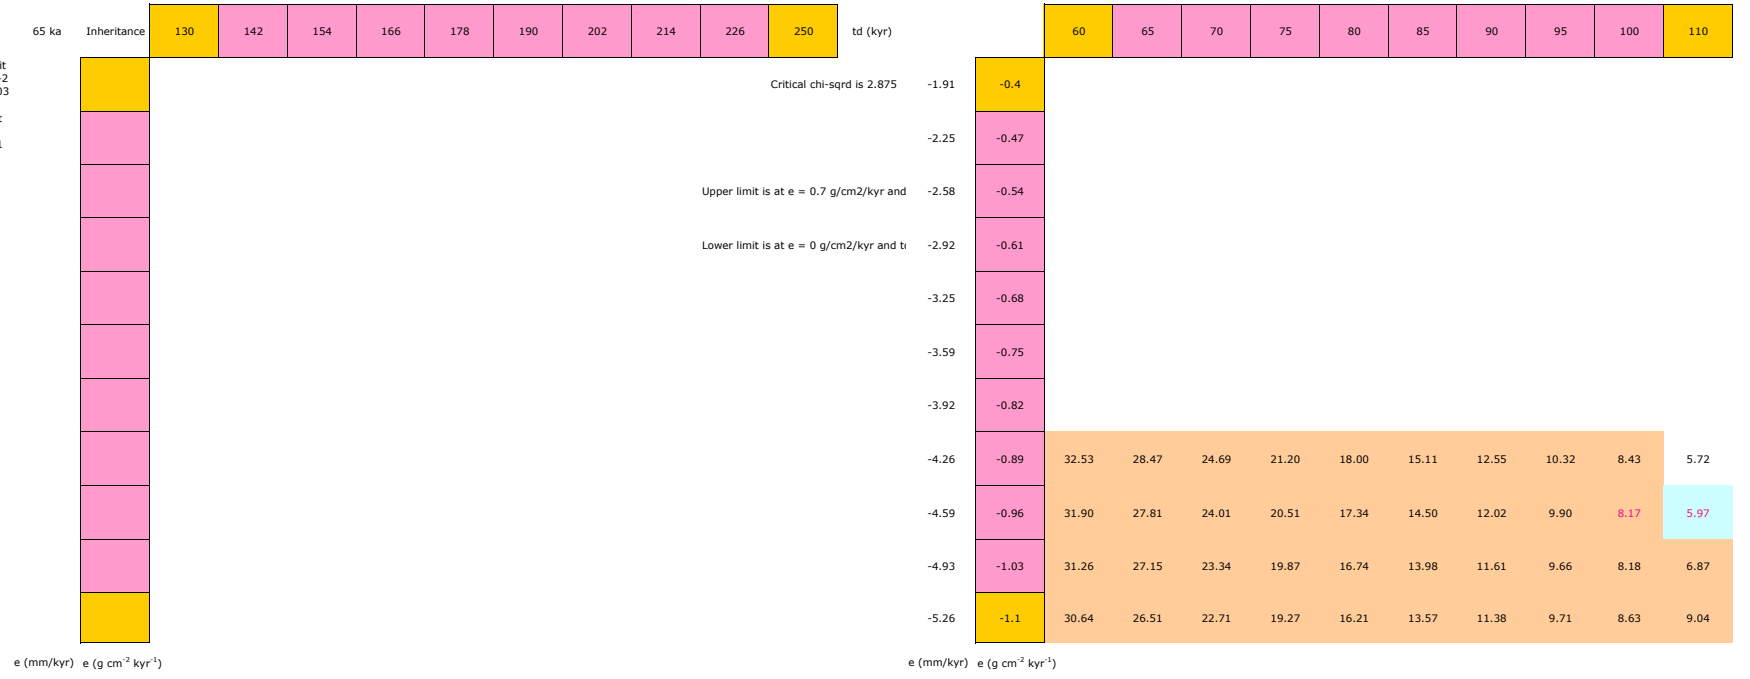 65 ka Inheritance 130 142 154 166 178 190 202 214 226 250 td (kyr) 60 65 70 75 80 85 90 95 100 110
Critical chi-sqrd is 2.875 -1.91 -0.4
-2.25 -0.47
Upper limit is at e = 0.7 g/cm2/kyr and -2.58 -0.54
Lower limit is at e = 0 g/cm2/kyr and -2.92 -0.61
-3.25 -0.68
-3.59 -0.75
-3.92 -0.82
-4.26 -0.89 32.53 28.47 24.69 21.20 18.00 15.11 12.55 10.32 8.43 5.72
-4.59 -0.96 31.90 27.81 24.01 20.51 17.34 14.50 12.02 9.90 8.17 5.97
-4.93 -1.03 31.26 27.15 23.34 19.87 16.74 13.98 11.61 9.66 8.18 6.87
-5.26 -1.1 30.64 26.51 22.71 19.27 16.21 13.57 11.38 9.71 8.63 9.04
e (mm/kyr) e (g cm⁻² kyr⁻¹) e (mm/kyr) e (g cm⁻² kyr⁻¹)